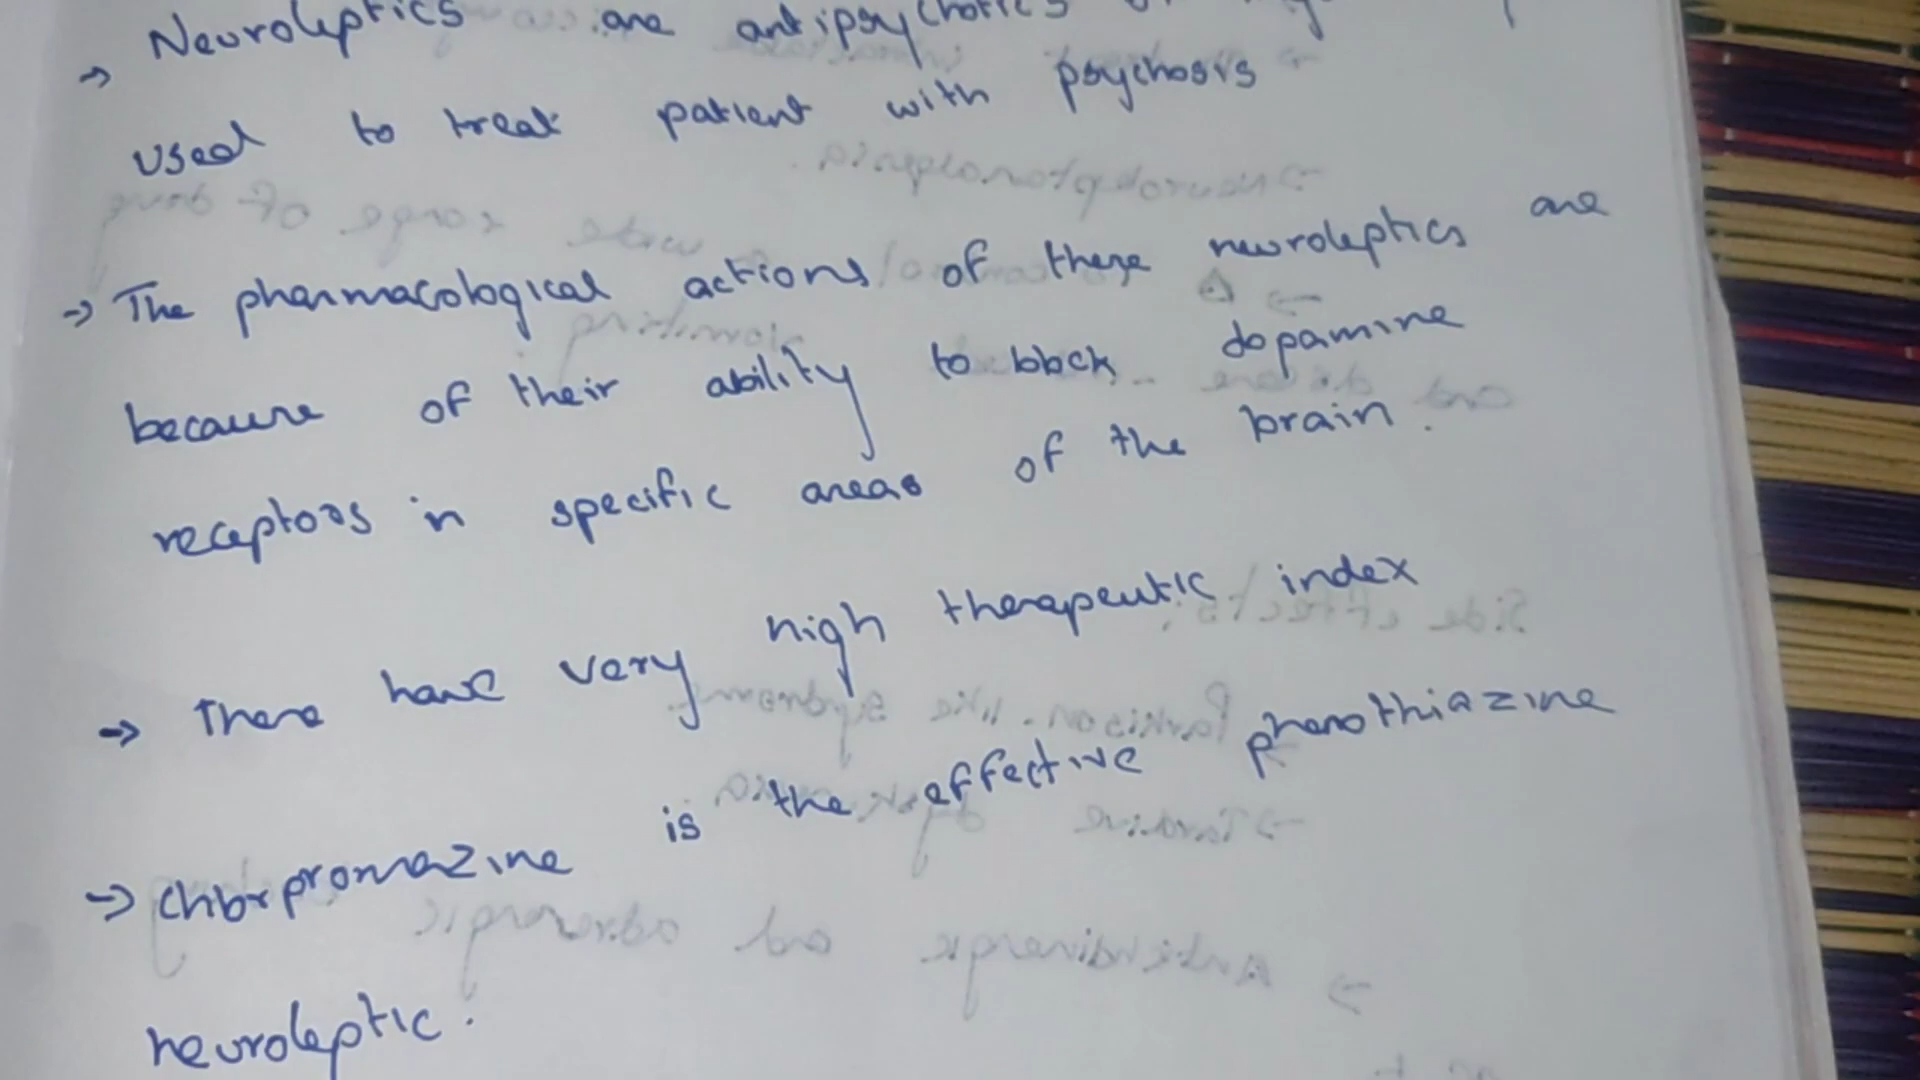 Neuroleptics are antipsychotics
→ used to treat patient with psychosis
→ The pharmacological actions of these neuroleptics are
because of their ability to block dopamine
receptors in specific areas of the brain.
→ These have very high therapeutic index
→ Chlorpromazine is the effective phenothiazine
neuroleptic.